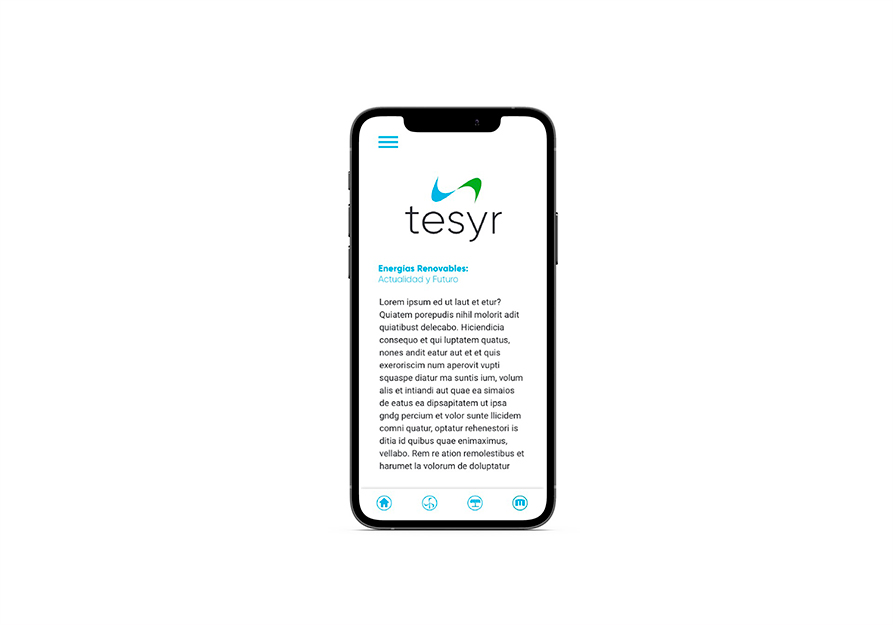 tesyr
Energías Renovables:
Actualidad y Futuro
Lorem ipsum ed ut laut et etur?
Quiatem porepudis nihil molorit adit
quiatibust delecabo. Hiciendicia
consequo et qui luptatem quatus,
nones andit eatur aut et et quis
exeroriscim num aperovit vupti
squaspe diatur ma suntis ium, volum
alis et intiandi aut quae ea simaios
de eatus ea dipsapitatem ut ipsa
gndg percium et volor sunte llicidem
comni quatur, optatur rehenestori is
ditia id quibus quae enimaximus,
vellabo. Rem re ation remolestibus et
harumet la volorum de doluptatur